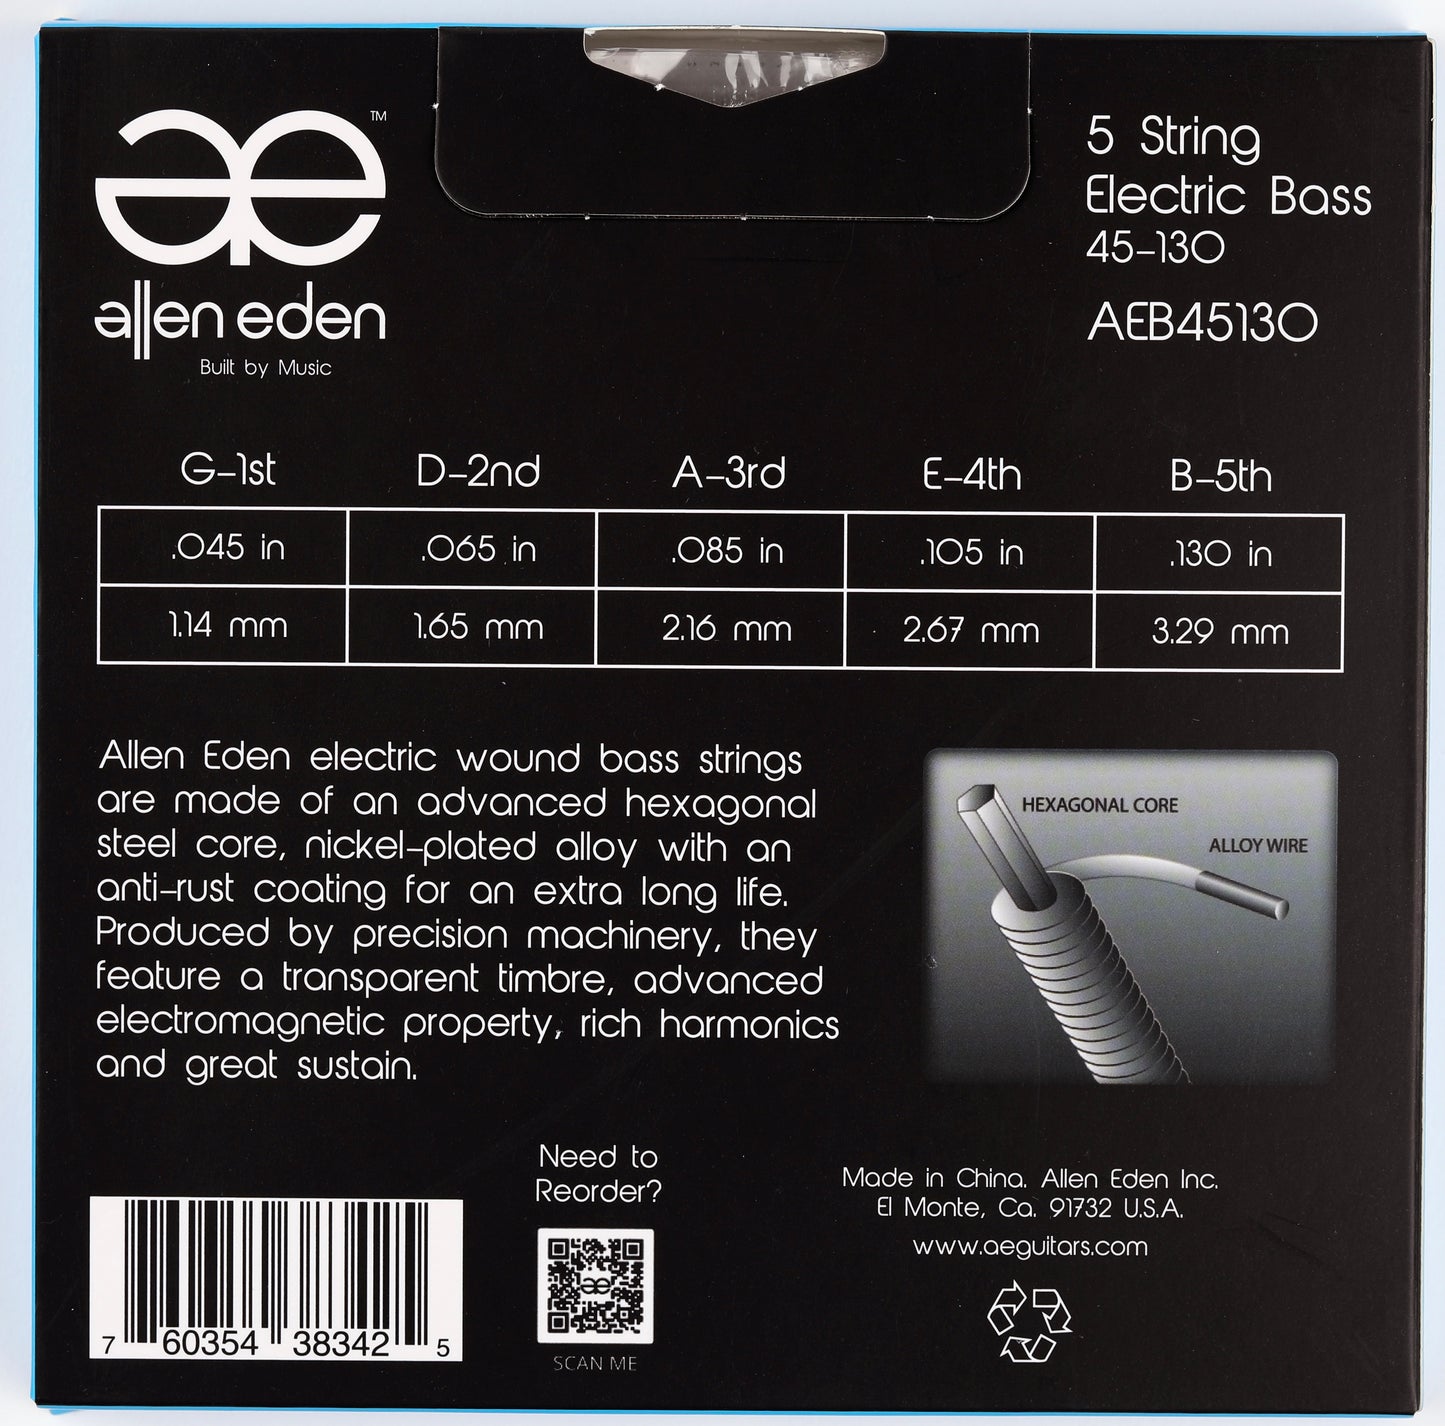 ae™
allen eden
Built by Music
5 String
Electric Bass
45-130
AEB45130
G-1st D-2nd A-3rd E-4th B-5th
.045 in .065 in .085 in .105 in .130 in
1.14 mm 1.65 mm 2.16 mm 2.67 mm 3.29 mm
Allen Eden electric wound bass strings
are made of an advanced hexagonal
steel core, nickel-plated alloy with an
anti-rust coating for an extra long life.
Produced by precision machinery, they
feature a transparent timbre, advanced
electromagnetic property, rich harmonics
and great sustain.
HEXAGONAL CORE
ALLOY WIRE
7 60354 38342 5
Need to
Reorder?
ae
SCAN ME
Made in China. Allen Eden Inc.
El Monte, Ca. 91732 U.S.A.
www.aeguitars.com